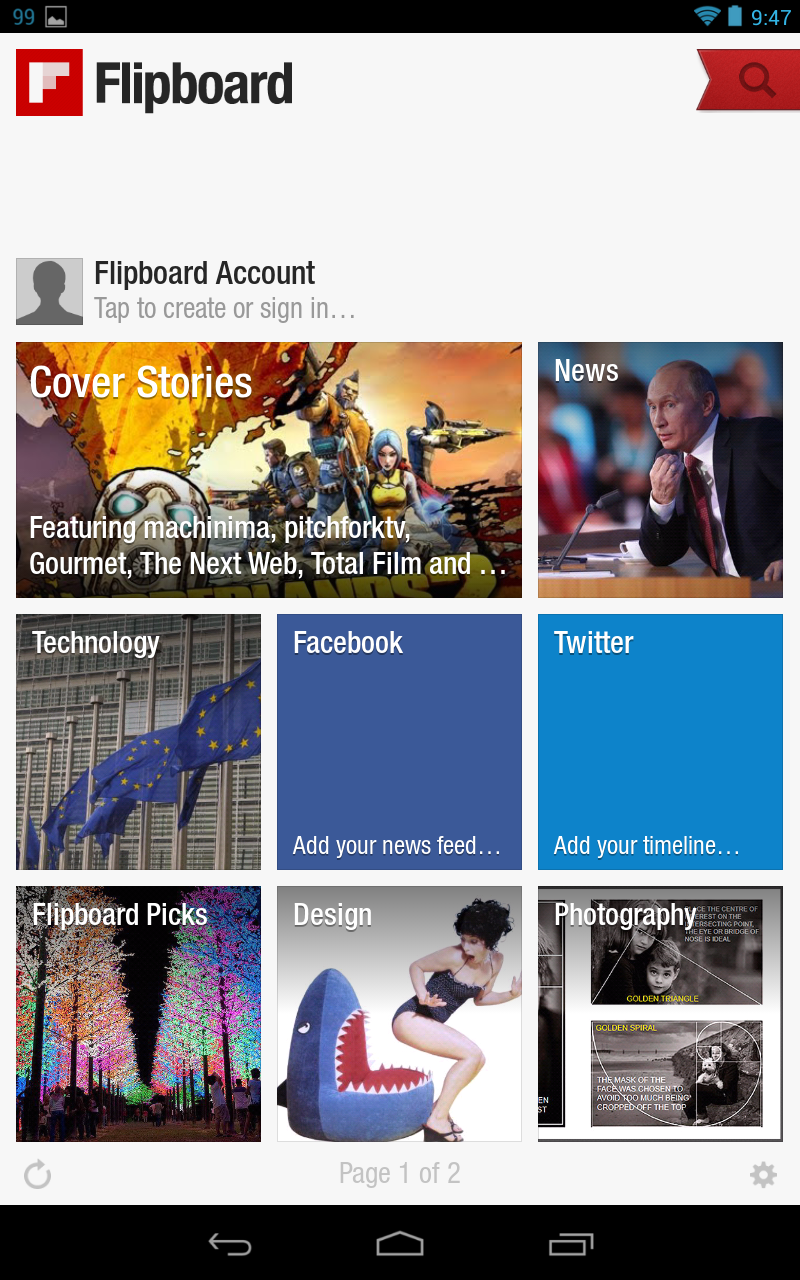 99
9:47
Flipboard
Flipboard Account
Tap to create or sign in…
Cover Stories
Featuring machinima, pitchforktv,
Gourmet, The Next Web, Total Film and …
News
Technology
Facebook
Add your news feed…
Twitter
Add your timeline…
Flipboard Picks
Design
Photography
THE CENTRE OF
INTEREST ON THE
INTERSECTING POINT,
THE EYE OR BRIDGE OF
NOSE IS IDEAL
GOLDEN TRIANGLE
GOLDEN SPIRAL
THE MASK OF THE
FACE WAS CHOSEN TO
AVOID TOO MUCH BEING
CROPPED OFF THE TOP
Page 1 of 2